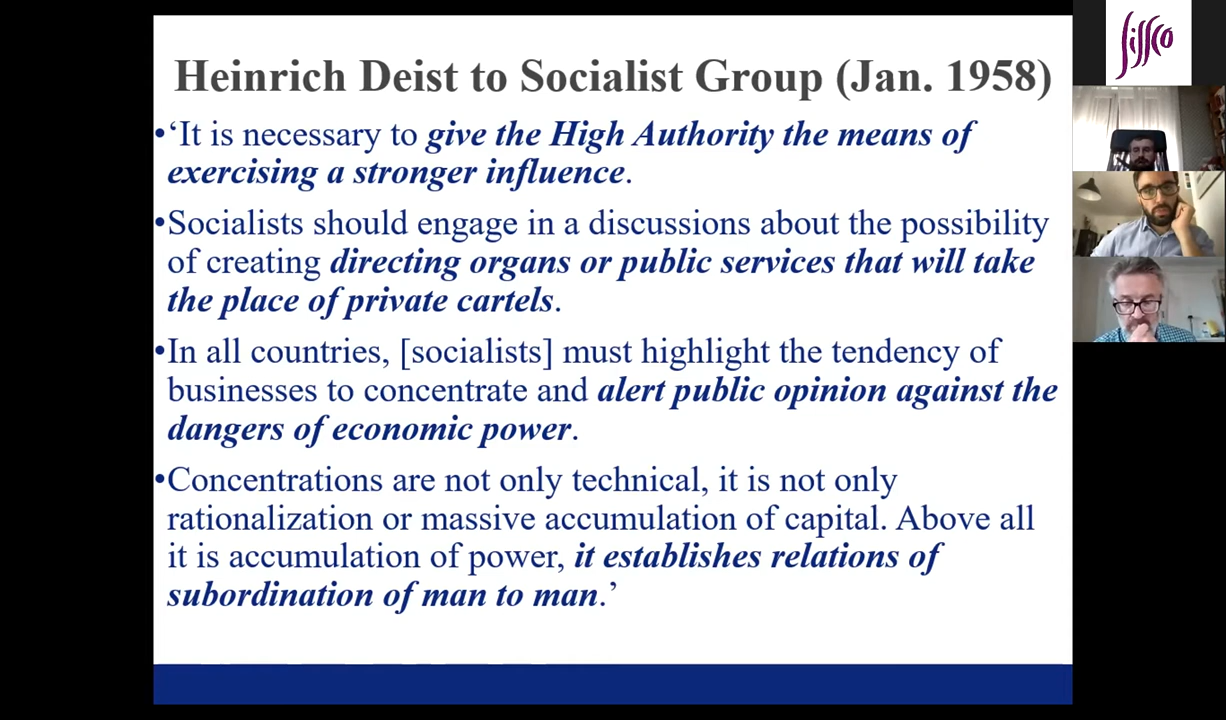 Heinrich Deist to Socialist Group (Jan. 1958)
•‘It is necessary to give the High Authority the means of
exercising a stronger influence.
•Socialists should engage in a discussions about the possibility
of creating directing organs or public services that will take
the place of private cartels.
•In all countries, [socialists] must highlight the tendency of
businesses to concentrate and alert public opinion against the
dangers of economic power.
•Concentrations are not only technical, it is not only
rationalization or massive accumulation of capital. Above all
it is accumulation of power, it establishes relations of
subordination of man to man.’
Sissco